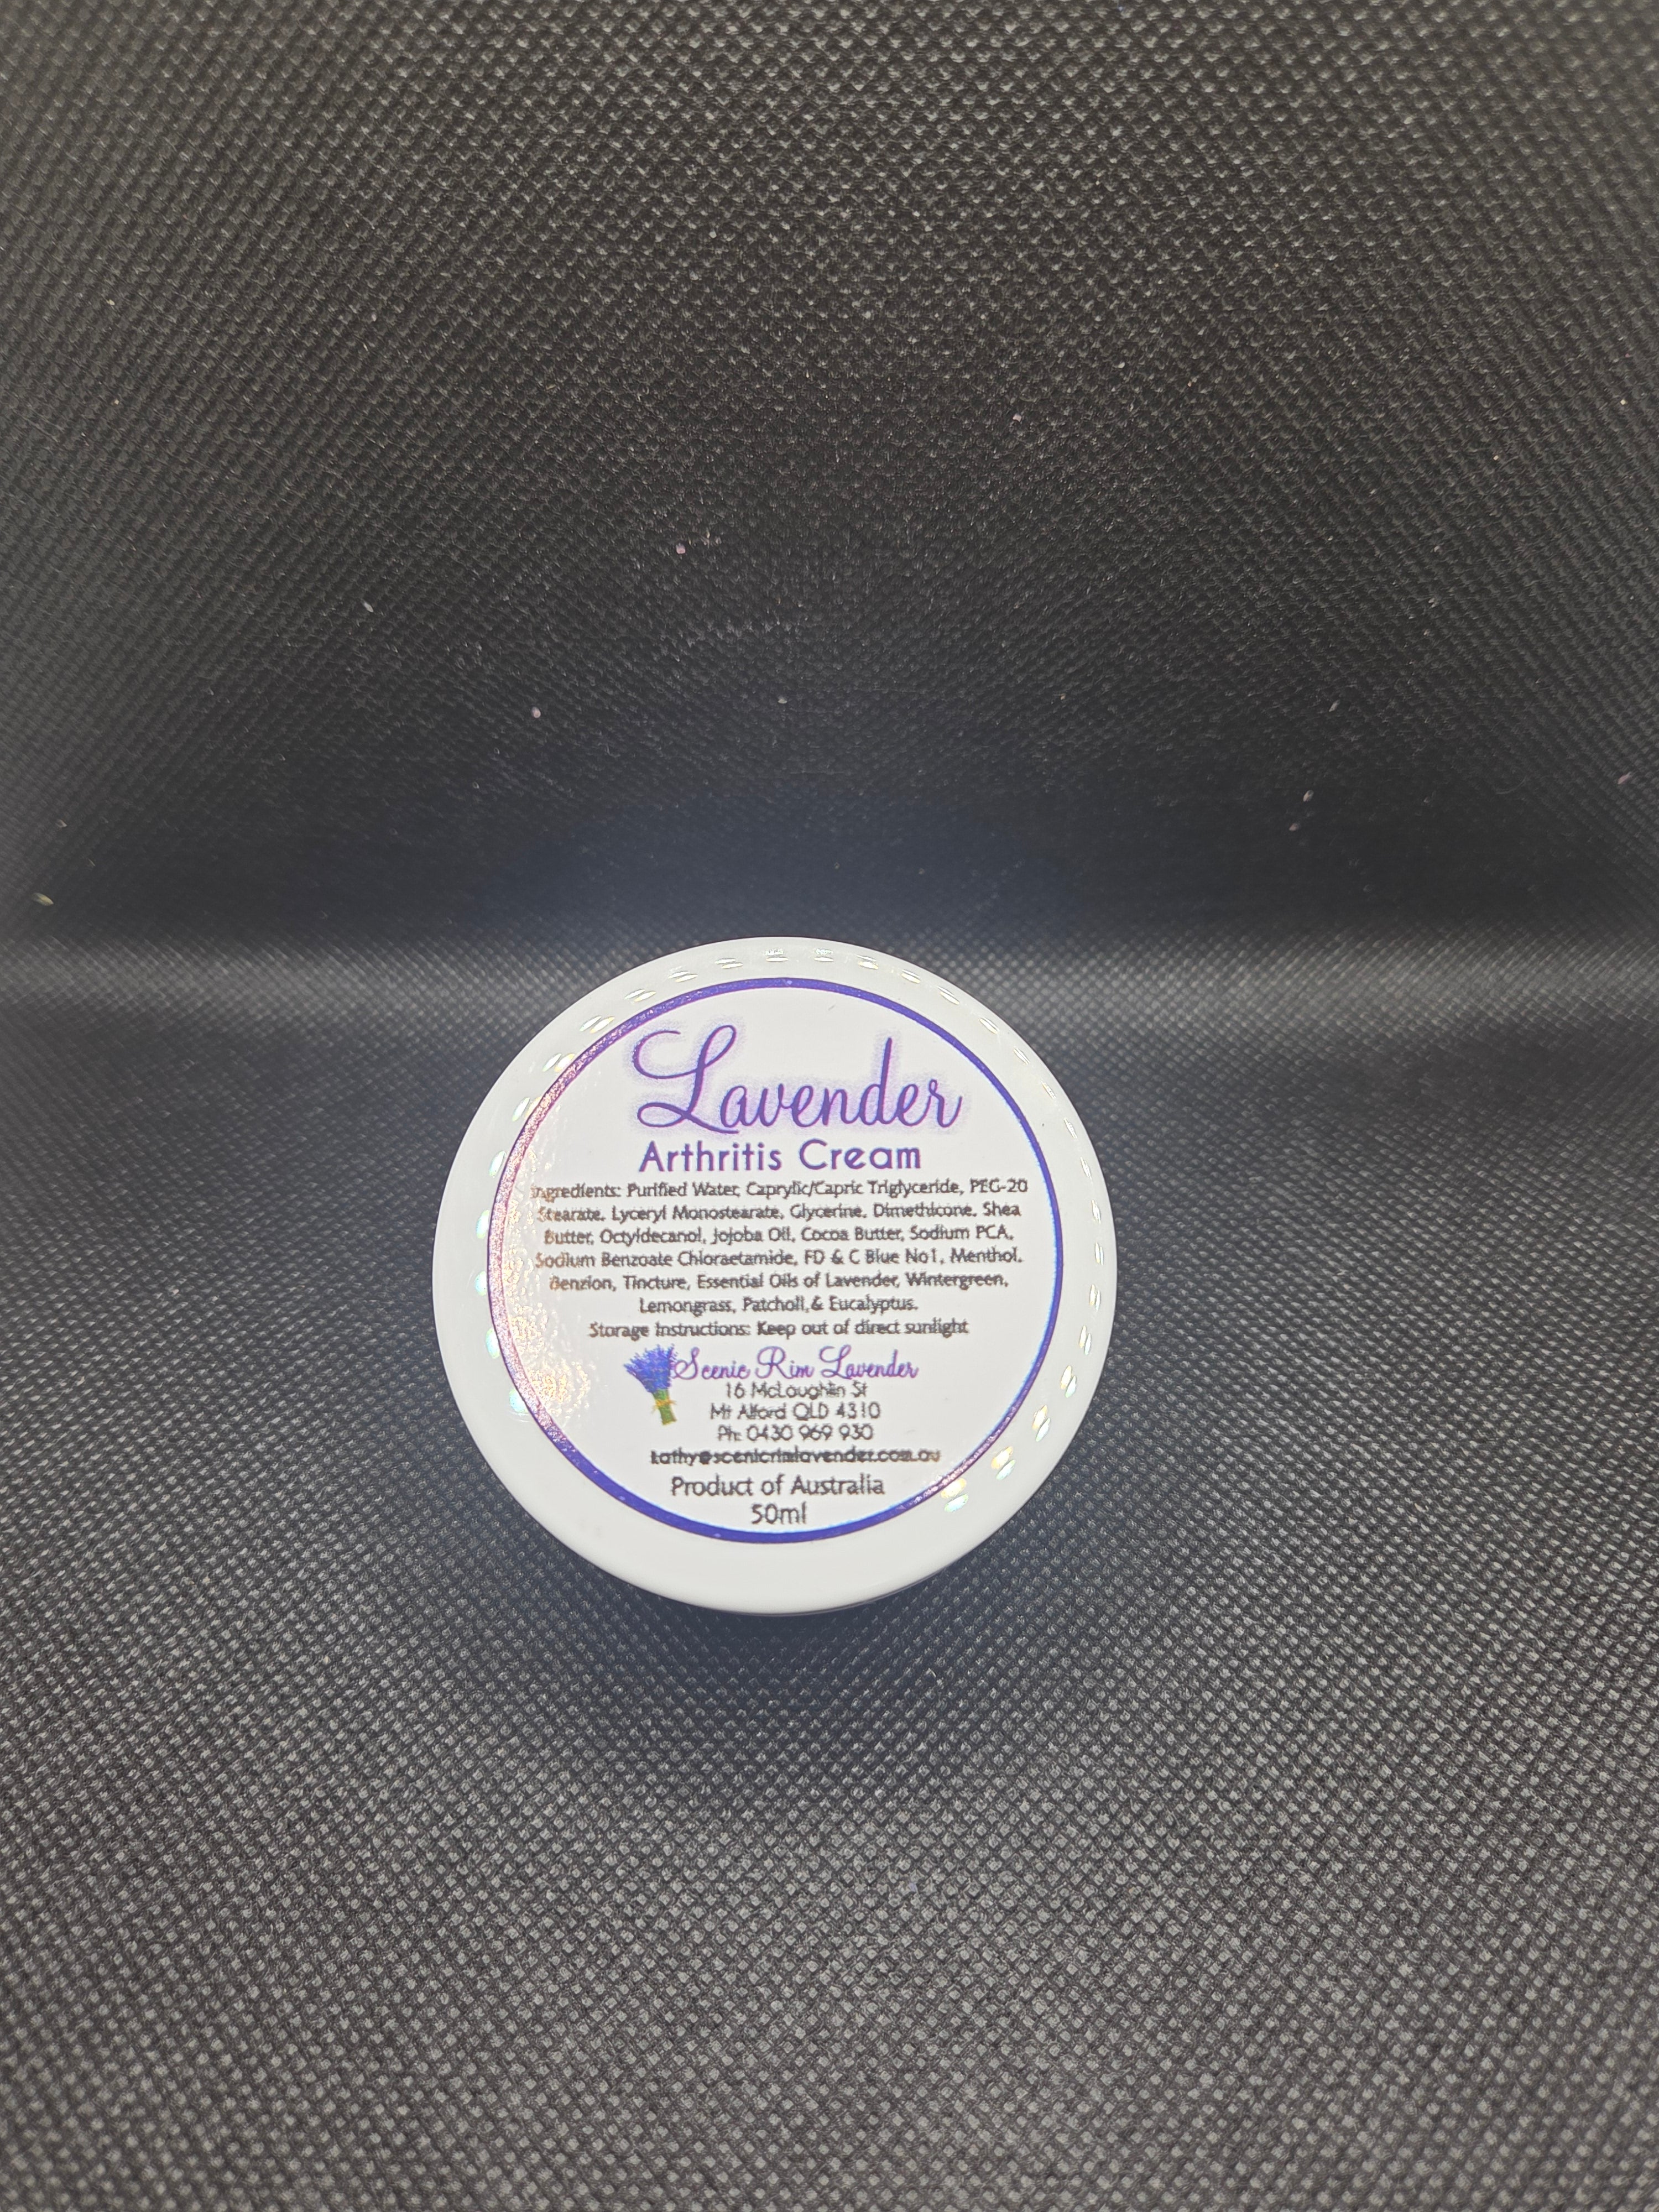 Lavender
Arthritis Cream
Ingredients: Purified Water, Caprylic/Capric Triglyceride, PEG-20
Stearate, Lyceryl Monostearate, Glycerine, Dimethicone, Shea
Butter, Octyldecanol, Jojoba Oil, Cocoa Butter, Sodium PCA,
Sodium Benzoate Chloraetamide, FD & C Blue No1, Menthol.
Benzion, Tincture, Essential Oils of Lavender, Wintergreen,
Lemongrass, Patcholi,& Eucalyptus.
Storage Instructions: Keep out of direct sunlight
Scenic Rim Lavender
16 McLoughlin St
Mt Alford QLD 4310
Ph: 0430 969 930
kathy@scenicrimlavender.com.au
Product of Australia
50ml